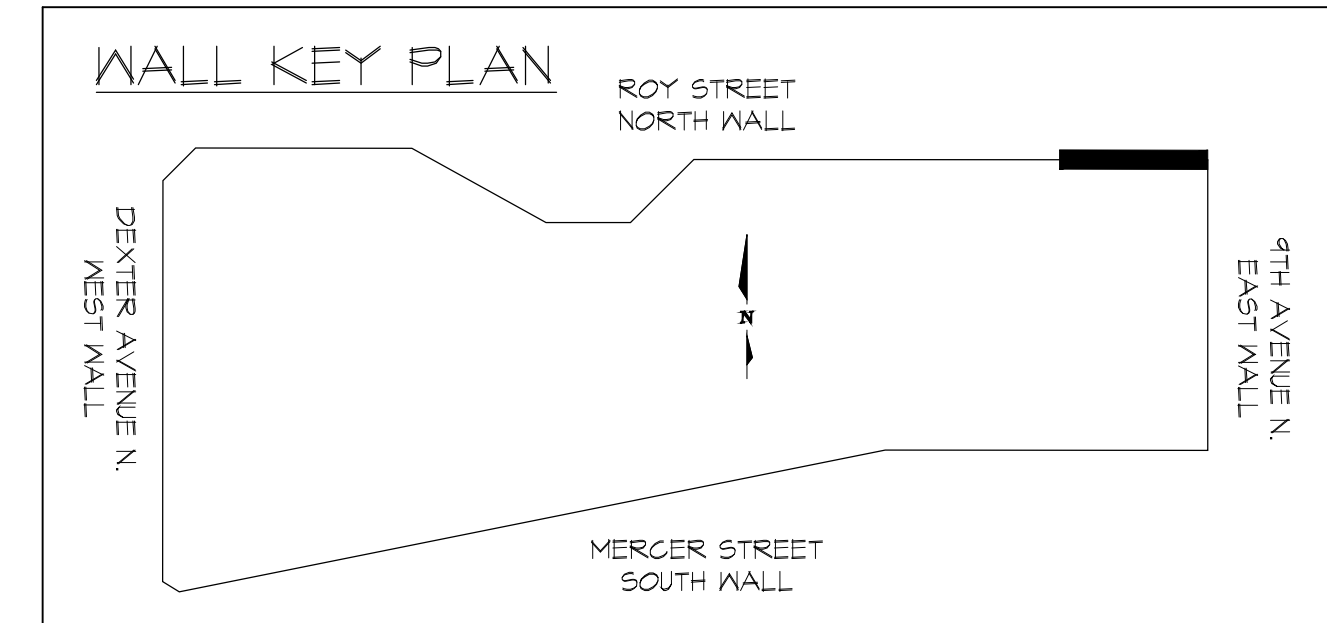 WALL KEY PLAN
ROY STREET
NORTH WALL
DEXTER AVENUE N.
WEST WALL
N
9TH AVENUE N.
EAST WALL
MERCER STREET
SOUTH WALL